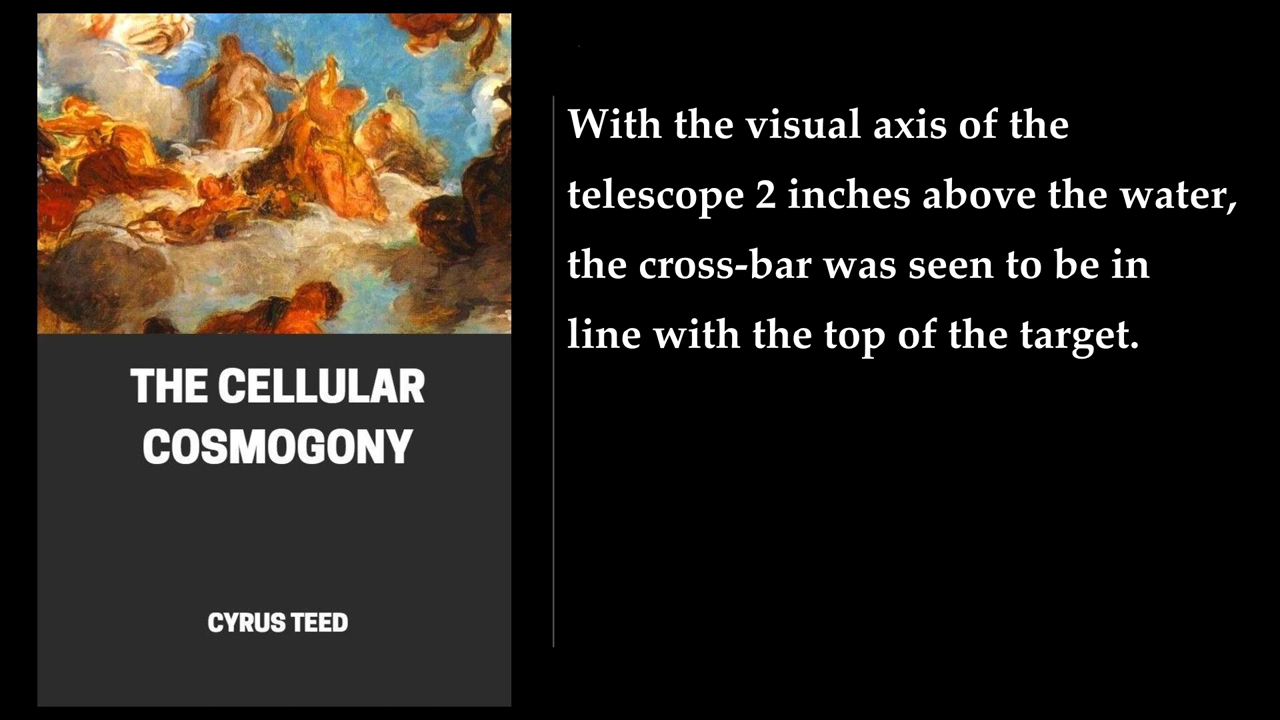 THE CELLULAR
COSMOGONY
CYRUS TEED
With the visual axis of the
telescope 2 inches above the water,
the cross-bar was seen to be in
line with the top of the target.